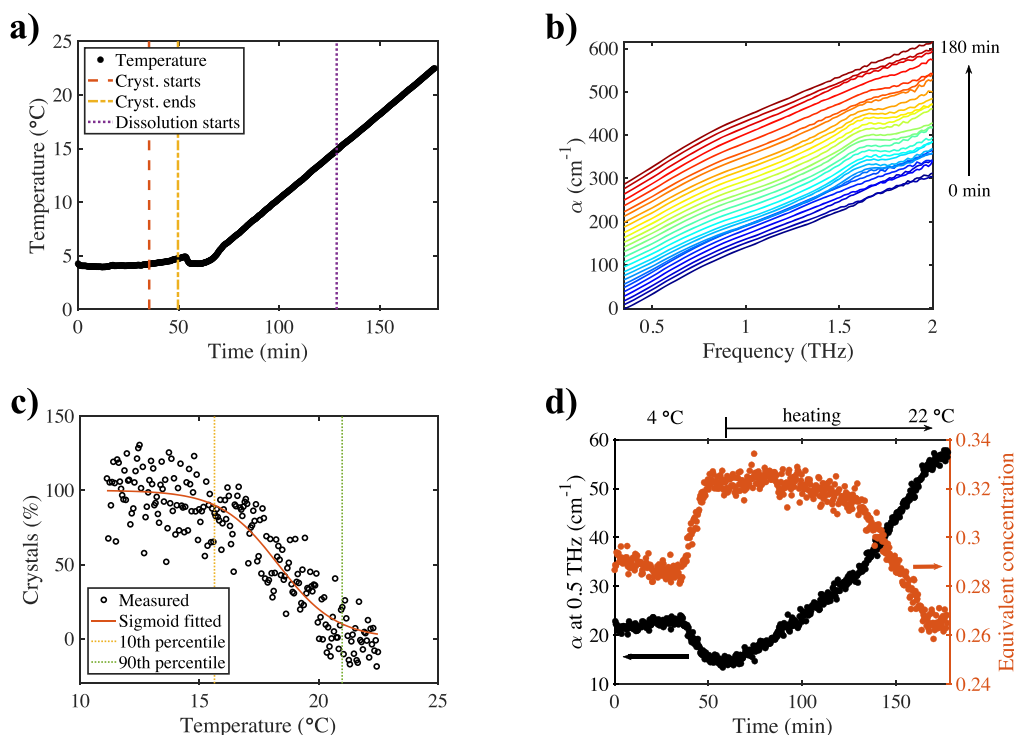 a)
25
20
15
10
5
0
Temperature (°C)
Temperature
Cryst. starts
Cryst. ends
Dissolution starts
0
50
100
150
Time (min)
b)
600
500
400
300
200
100
0
α (cm⁻¹)
0.5
1
1.5
2
Frequency (THz)
180 min
0 min
c)
150
100
50
0
Crystals (%)
Measured
Sigmoid fitted
10th percentile
90th percentile
10
15
20
25
Temperature (°C)
d)
4 °C
heating
22 °C
60
50
40
30
20
10
α at 0.5 THz (cm⁻¹)
0.34
0.32
0.3
0.28
0.26
0.24
Equivalent concentration
0
50
100
150
Time (min)